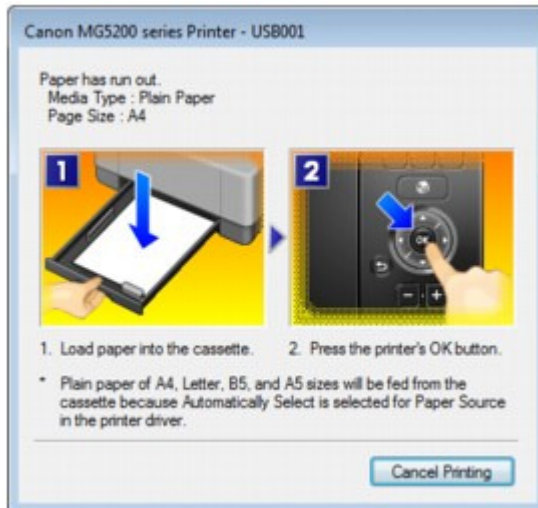 Canon MG5200 series Printer - USB001
Paper has run out.
Media Type : Plain Paper
Page Size : A4
1
2
OK
- +
1. Load paper into the cassette.
2. Press the printer's OK button.
* Plain paper of A4, Letter, B5, and A5 sizes will be fed from the
cassette because Automatically Select is selected for Paper Source
in the printer driver.
Cancel Printing